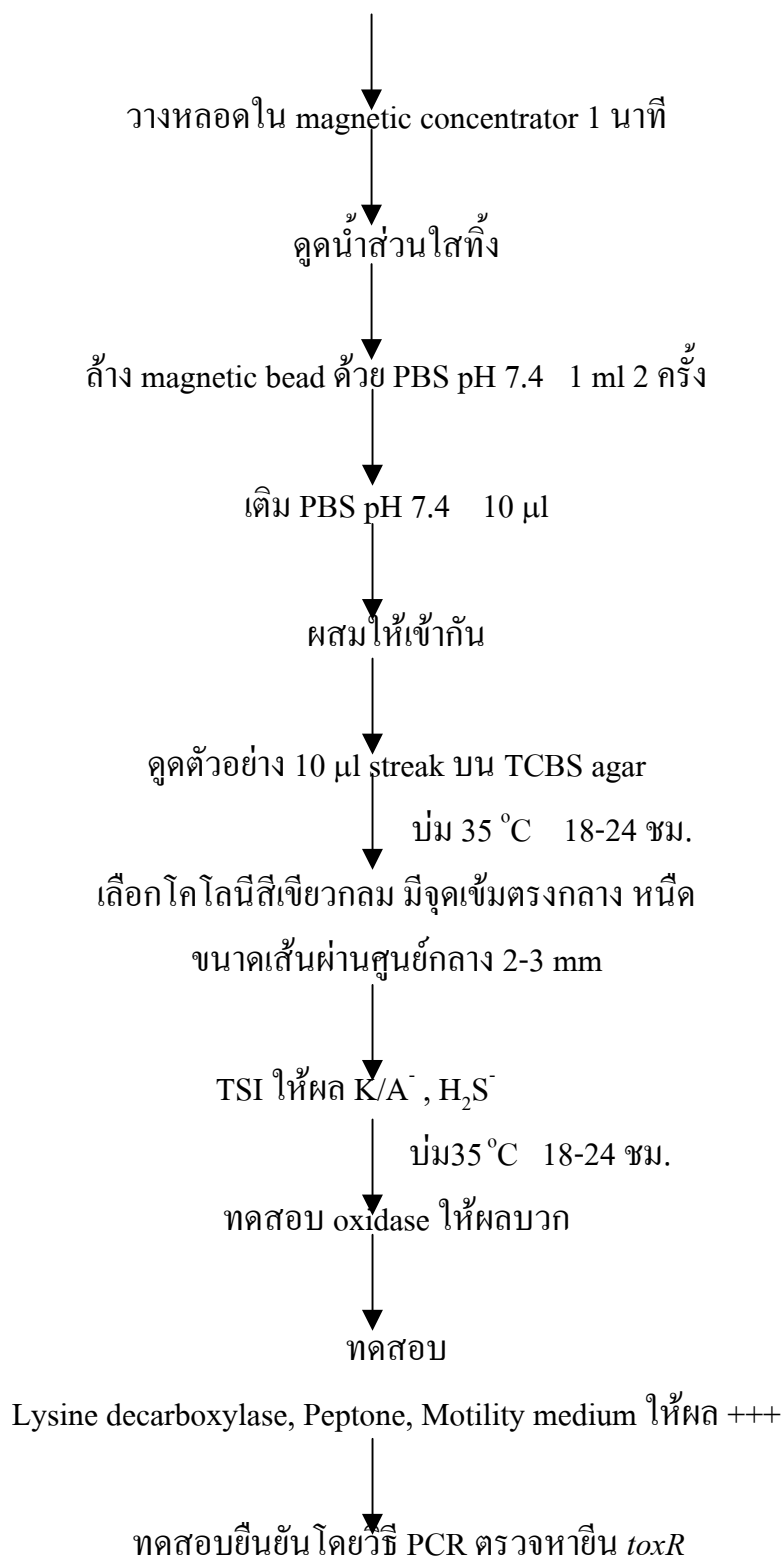 วางหลอดใน magnetic concentrator 1 นาที
ดูดน้ำส่วนใสทิ้ง
ล้าง magnetic bead ด้วย PBS pH 7.4 1 ml 2 ครั้ง
เติม PBS pH 7.4 10 µl
ผสมให้เข้ากัน
ดูดตัวอย่าง 10 µl streak บน TCBS agar
บ่ม 35 °C 18-24 ชม.
เลือกโคโลนีสีเขียวกลม มีจุดเข้มตรงกลาง หนืด
ขนาดเส้นผ่านศูนย์กลาง 2-3 mm
TSI ให้ผล K/A⁻ , H₂S⁻
บ่ม35 °C 18-24 ชม.
ทดสอบ oxidase ให้ผลบวก
ทดสอบ
Lysine decarboxylase, Peptone, Motility medium ให้ผล +++
ทดสอบยืนยันโดยวิธี PCR ตรวจหายีน toxR